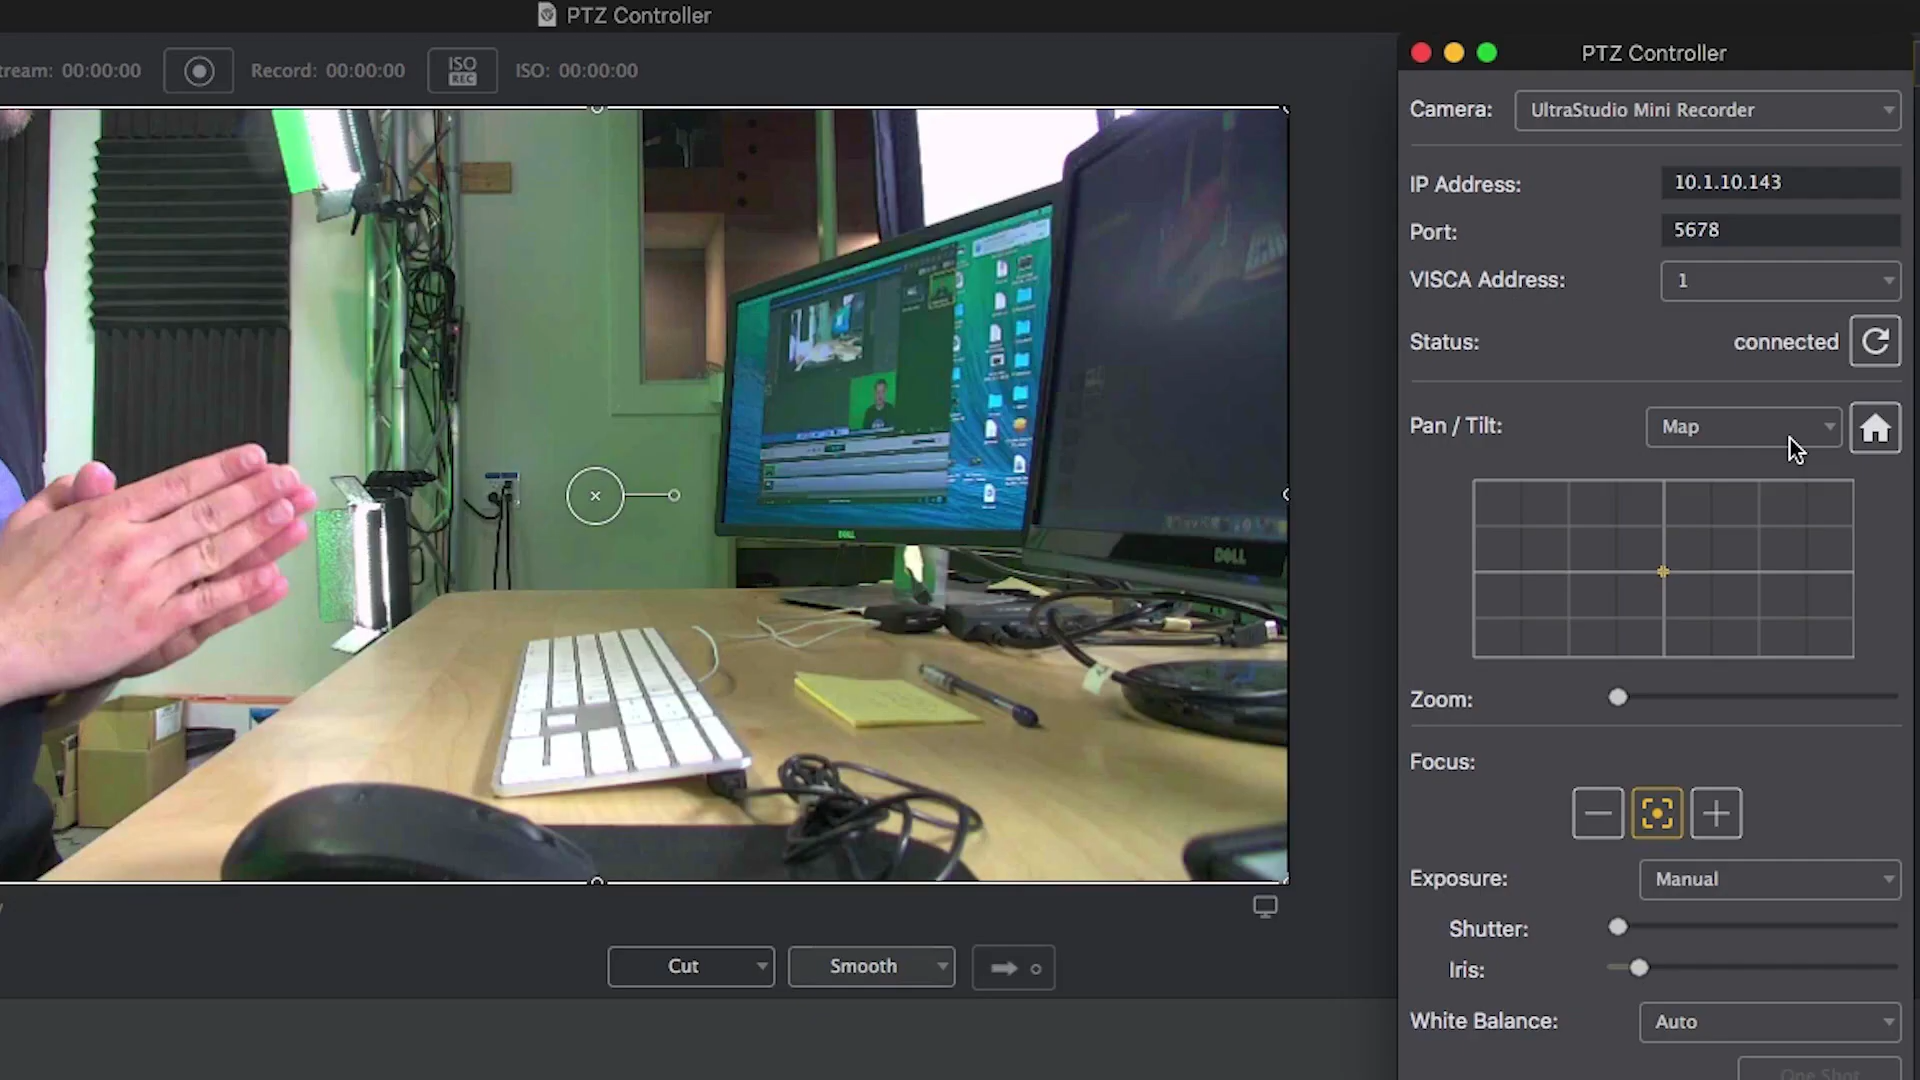 PTZ Controller
tream: 00:00:00
Record: 00:00:00
ISO REC
ISO: 00:00:00
PTZ Controller
Camera: UltraStudio Mini Recorder
IP Address: 10.1.10.143
Port: 5678
VISCA Address: 1
Status: connected
Pan / Tilt: Map
Zoom:
Focus:
Exposure: Manual
Shutter:
Iris:
White Balance: Auto
One Shot
Cut
Smooth
DELL
DELL